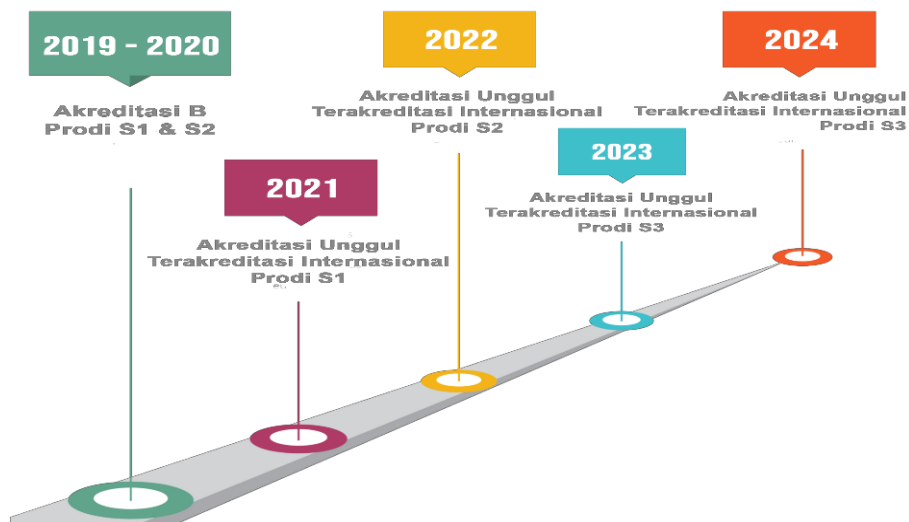 2019 - 2020
Akreditasi B
Prodi S1 & S2
2021
Akreditasi Unggul
Terakreditasi Internasional
Prodi S1
2022
Akreditasi Unggul
Terakreditasi Internasional
Prodi S2
2023
Akreditasi Unggul
Terakreditasi Internasional
Prodi S3
2024
Akreditasi Unggul
Terakreditasi Internasional
Prodi S3